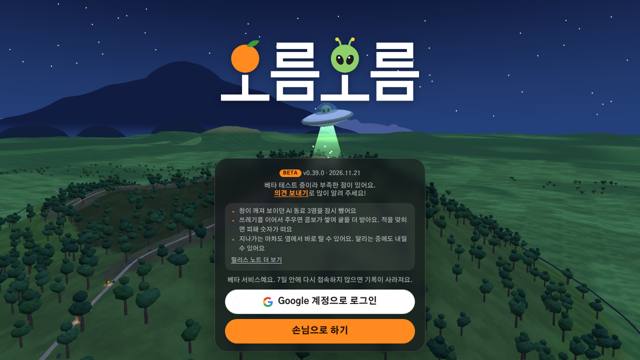 오름오름
BETA v0.39.0 · 2026.11.21
베타 테스트 중이라 부족한 점이 있어요.
의견 보내기로 많이 알려 주세요!
창이 깨져 보이던 AI 동료 3명을 잠시 뺐어요
쓰레기를 이어서 주우면 콤보가 쌓여 귤을 더 받아요. 적을 맞히
면 피해 숫자가 떠요
지나가는 마차도 옆에서 바로 탈 수 있어요. 달리는 중에도 내릴
수 있어요
릴리스 노트 더 보기
베타 서비스예요. 7일 안에 다시 접속하지 않으면 기록이 사라져요.
Google 계정으로 로그인
손님으로 하기